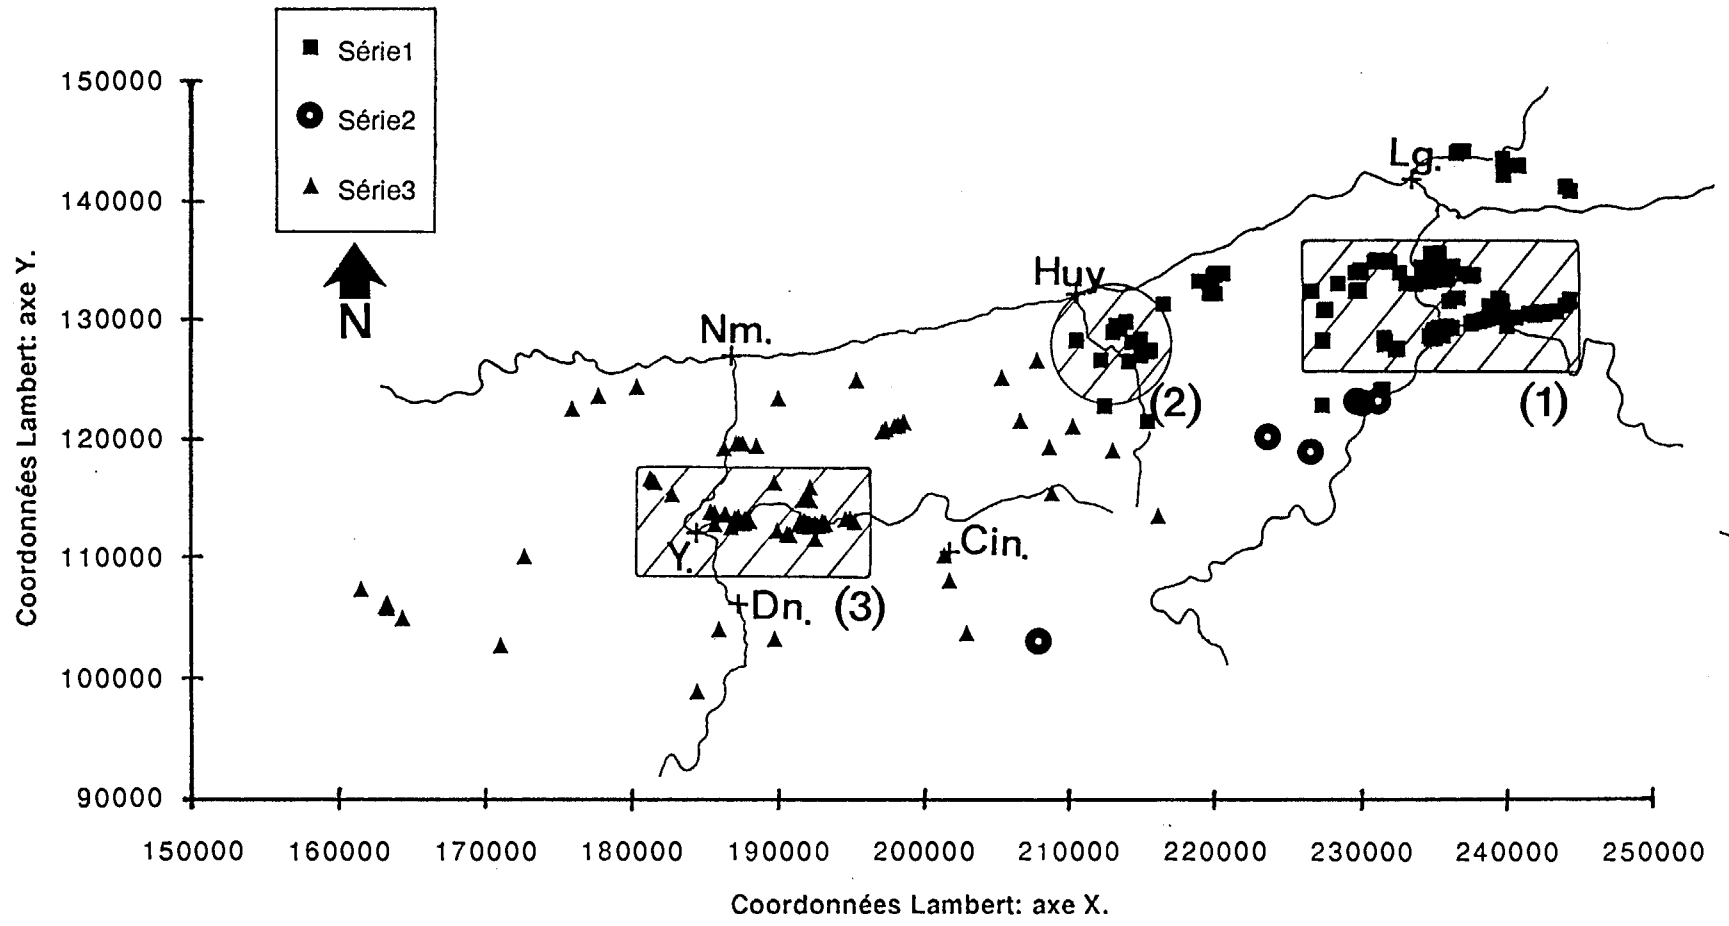 Série1
Série2
Série3
N
Coordonnées Lambert: axe Y.
150000
140000
130000
120000
110000
100000
90000
Lg.
Huy
Nm.
(1)
(2)
Y.
Cin.
Dn.
(3)
150000 160000 170000 180000 190000 200000 210000 220000 230000 240000 250000
Coordonnées Lambert: axe X.